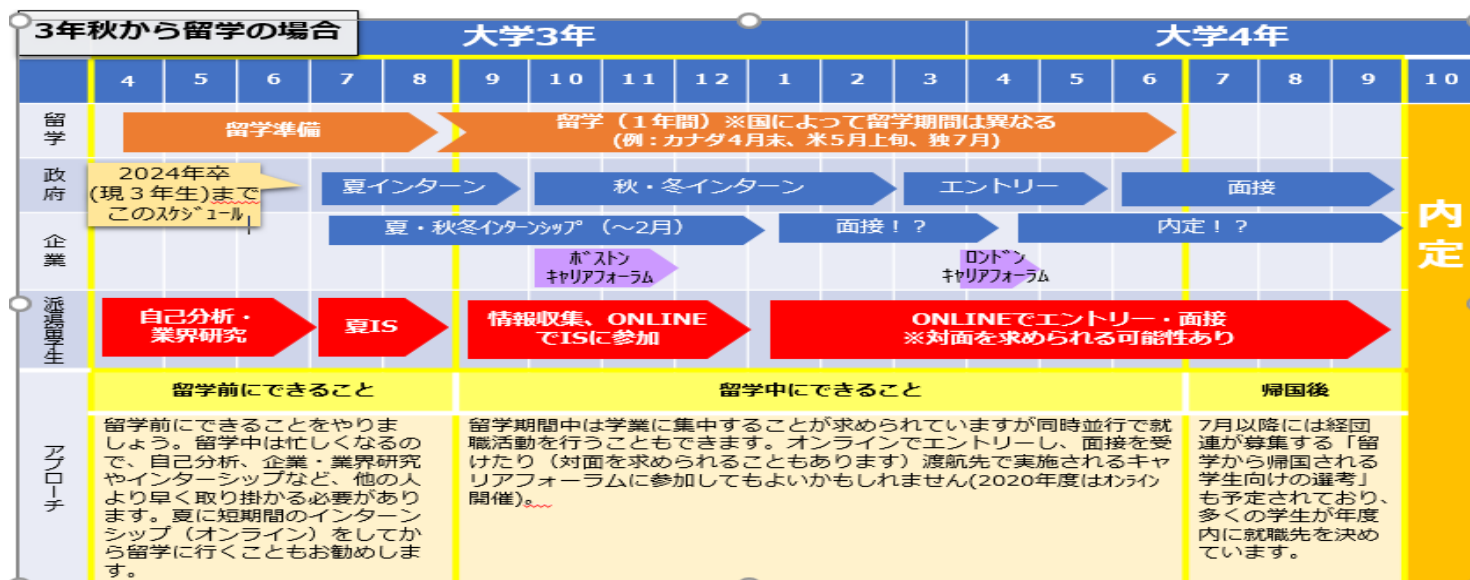 3年秋から留学の場合
大学3年
大学4年
4 5 6 7 8 9 10 11 12 1 2 3 4 5 6 7 8 9 10
留学
留学準備
留学（1年間）※国によって留学期間は異なる
(例：カナダ4月末、米5月上旬、独7月)
政府
2024年卒
(現３年生)まで
このスケジュール
夏インターン
秋・冬インターン
エントリー
面接
企業
夏・秋冬インターンシップ（～2月）
面接！？
内定！？
ボストン
キャリアフォーラム
ロンドン
キャリアフォーラム
内定
派遣留学生
自己分析・
業界研究
夏IS
情報収集、ONLINE
でISに参加
ONLINEでエントリー・面接
※対面を求められる可能性あり
留学前にできること
留学中にできること
帰国後
アプローチ
留学前にできることをやりま
しょう。留学中は忙しくなるの
で、自己分析、企業・業界研究
やインターンシップなど、他の人
より早く取り掛かる必要があり
ます。夏に短期間のインターン
シップ（オンライン）をしてか
ら留学に行くこともお勧めしま
す。
留学期間中は学業に集中することが求められていますが同時並行で就
職活動を行うこともできます。オンラインでエントリーし、面接を受
けたり（対面を求められることもあります）渡航先で実施されるキャ
リアフォーラムに参加してもよいかもしれません(2020年度はオンライン
開催)。
7月以降には経団
連が募集する「留
学から帰国される
学生向けの選考」
も予定されており、
多くの学生が年度
内に就職先を決め
ています。